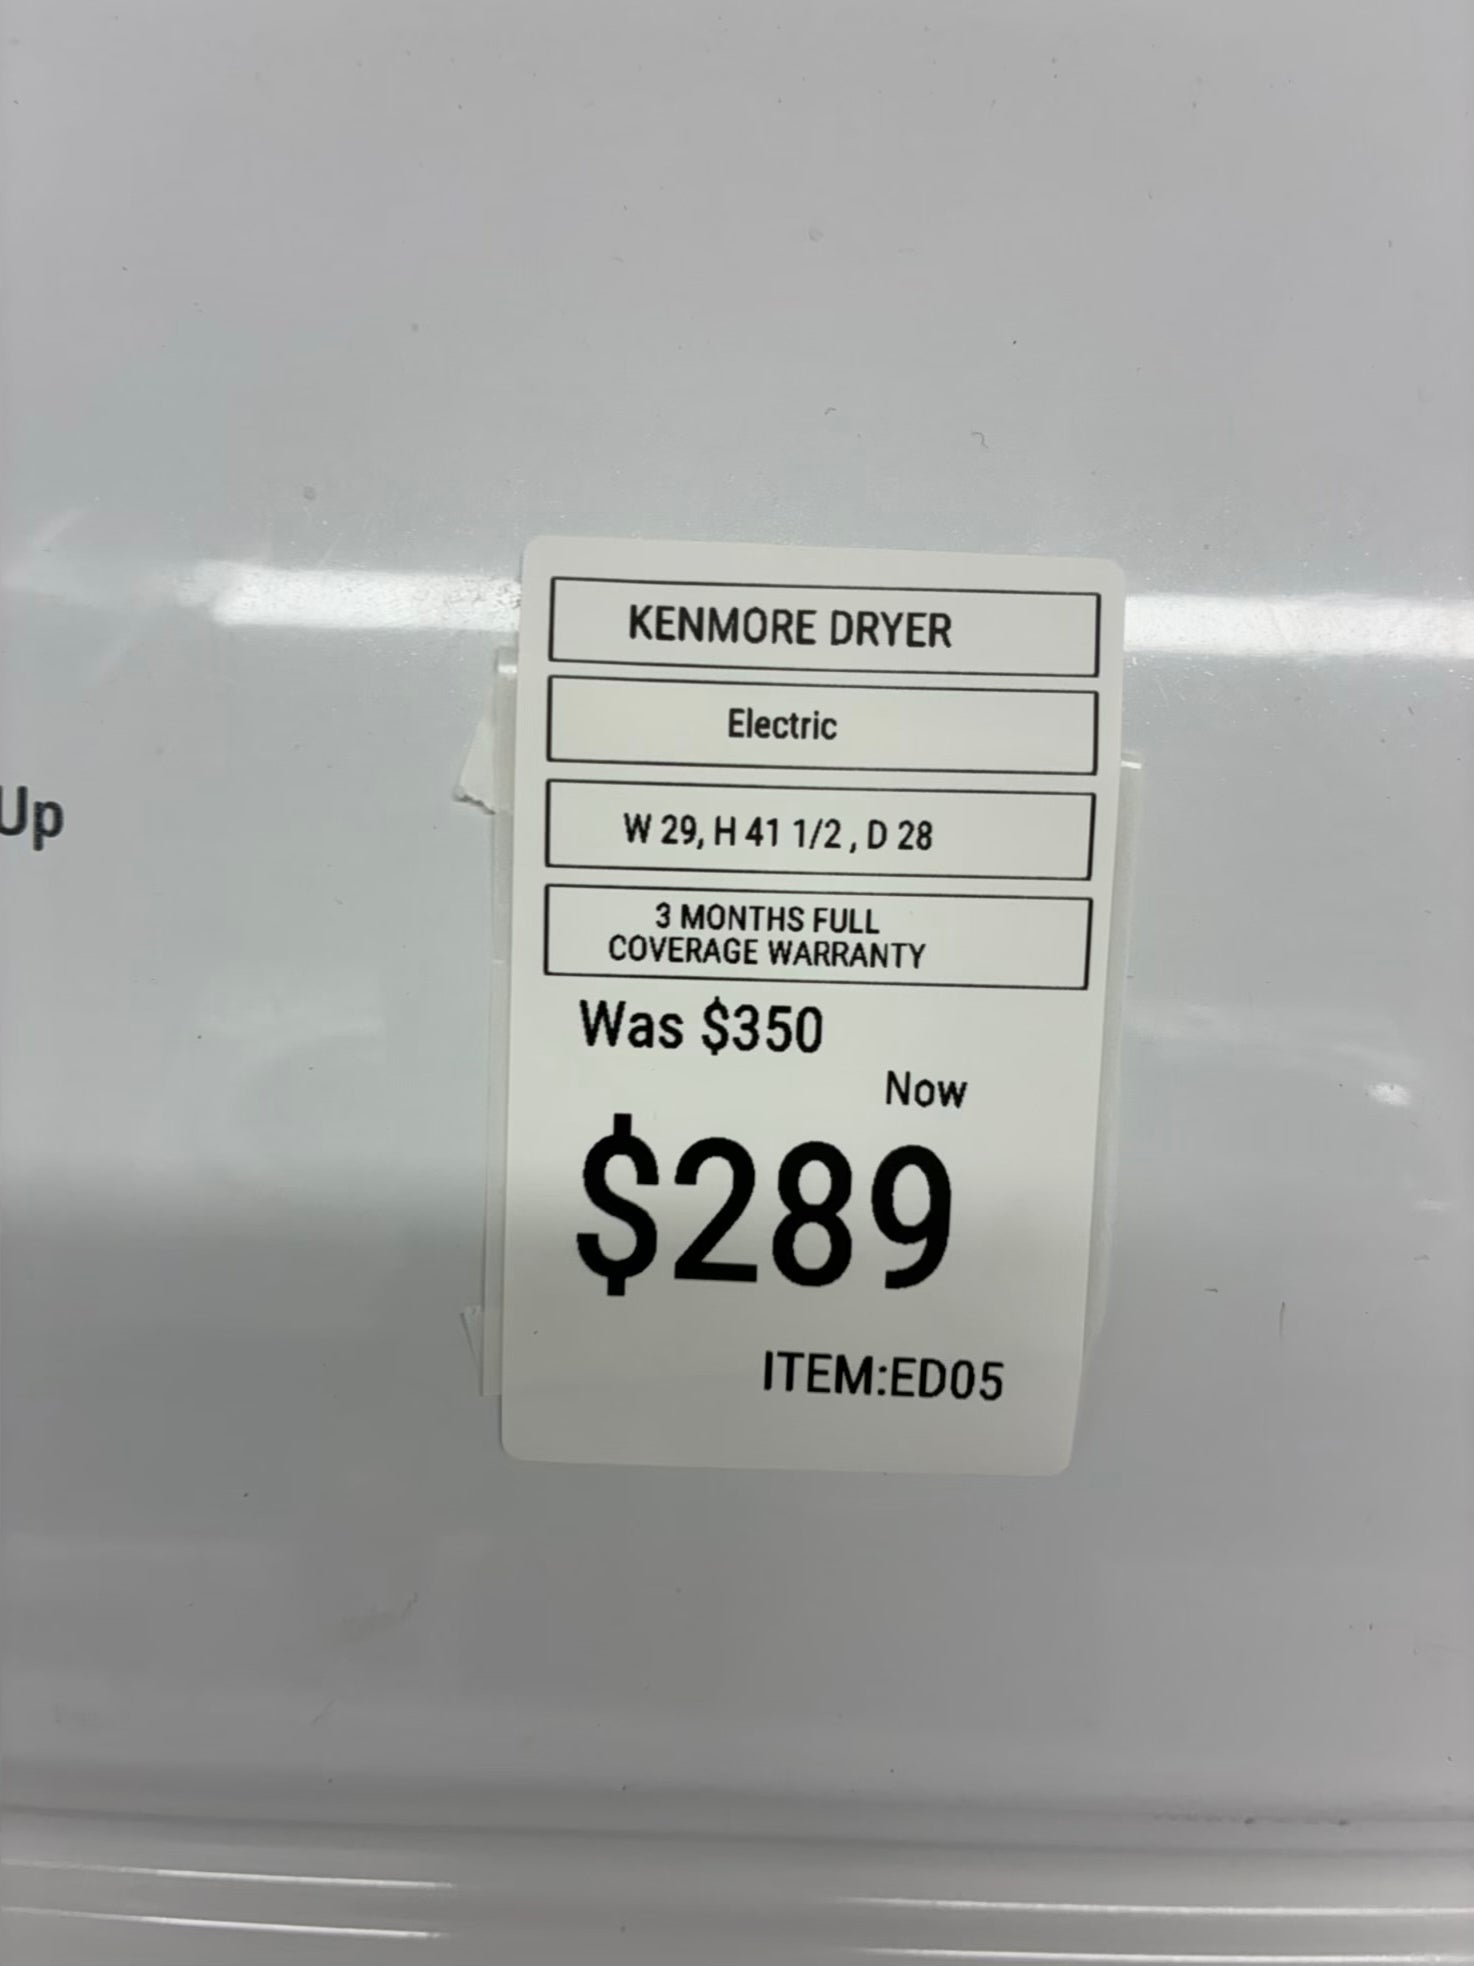 KENMORE DRYER
Electric
Up
W 29, H 41 1/2 , D 28
3 MONTHS FULL
COVERAGE WARRANTY
Was $350
Now
$289
ITEM:ED05